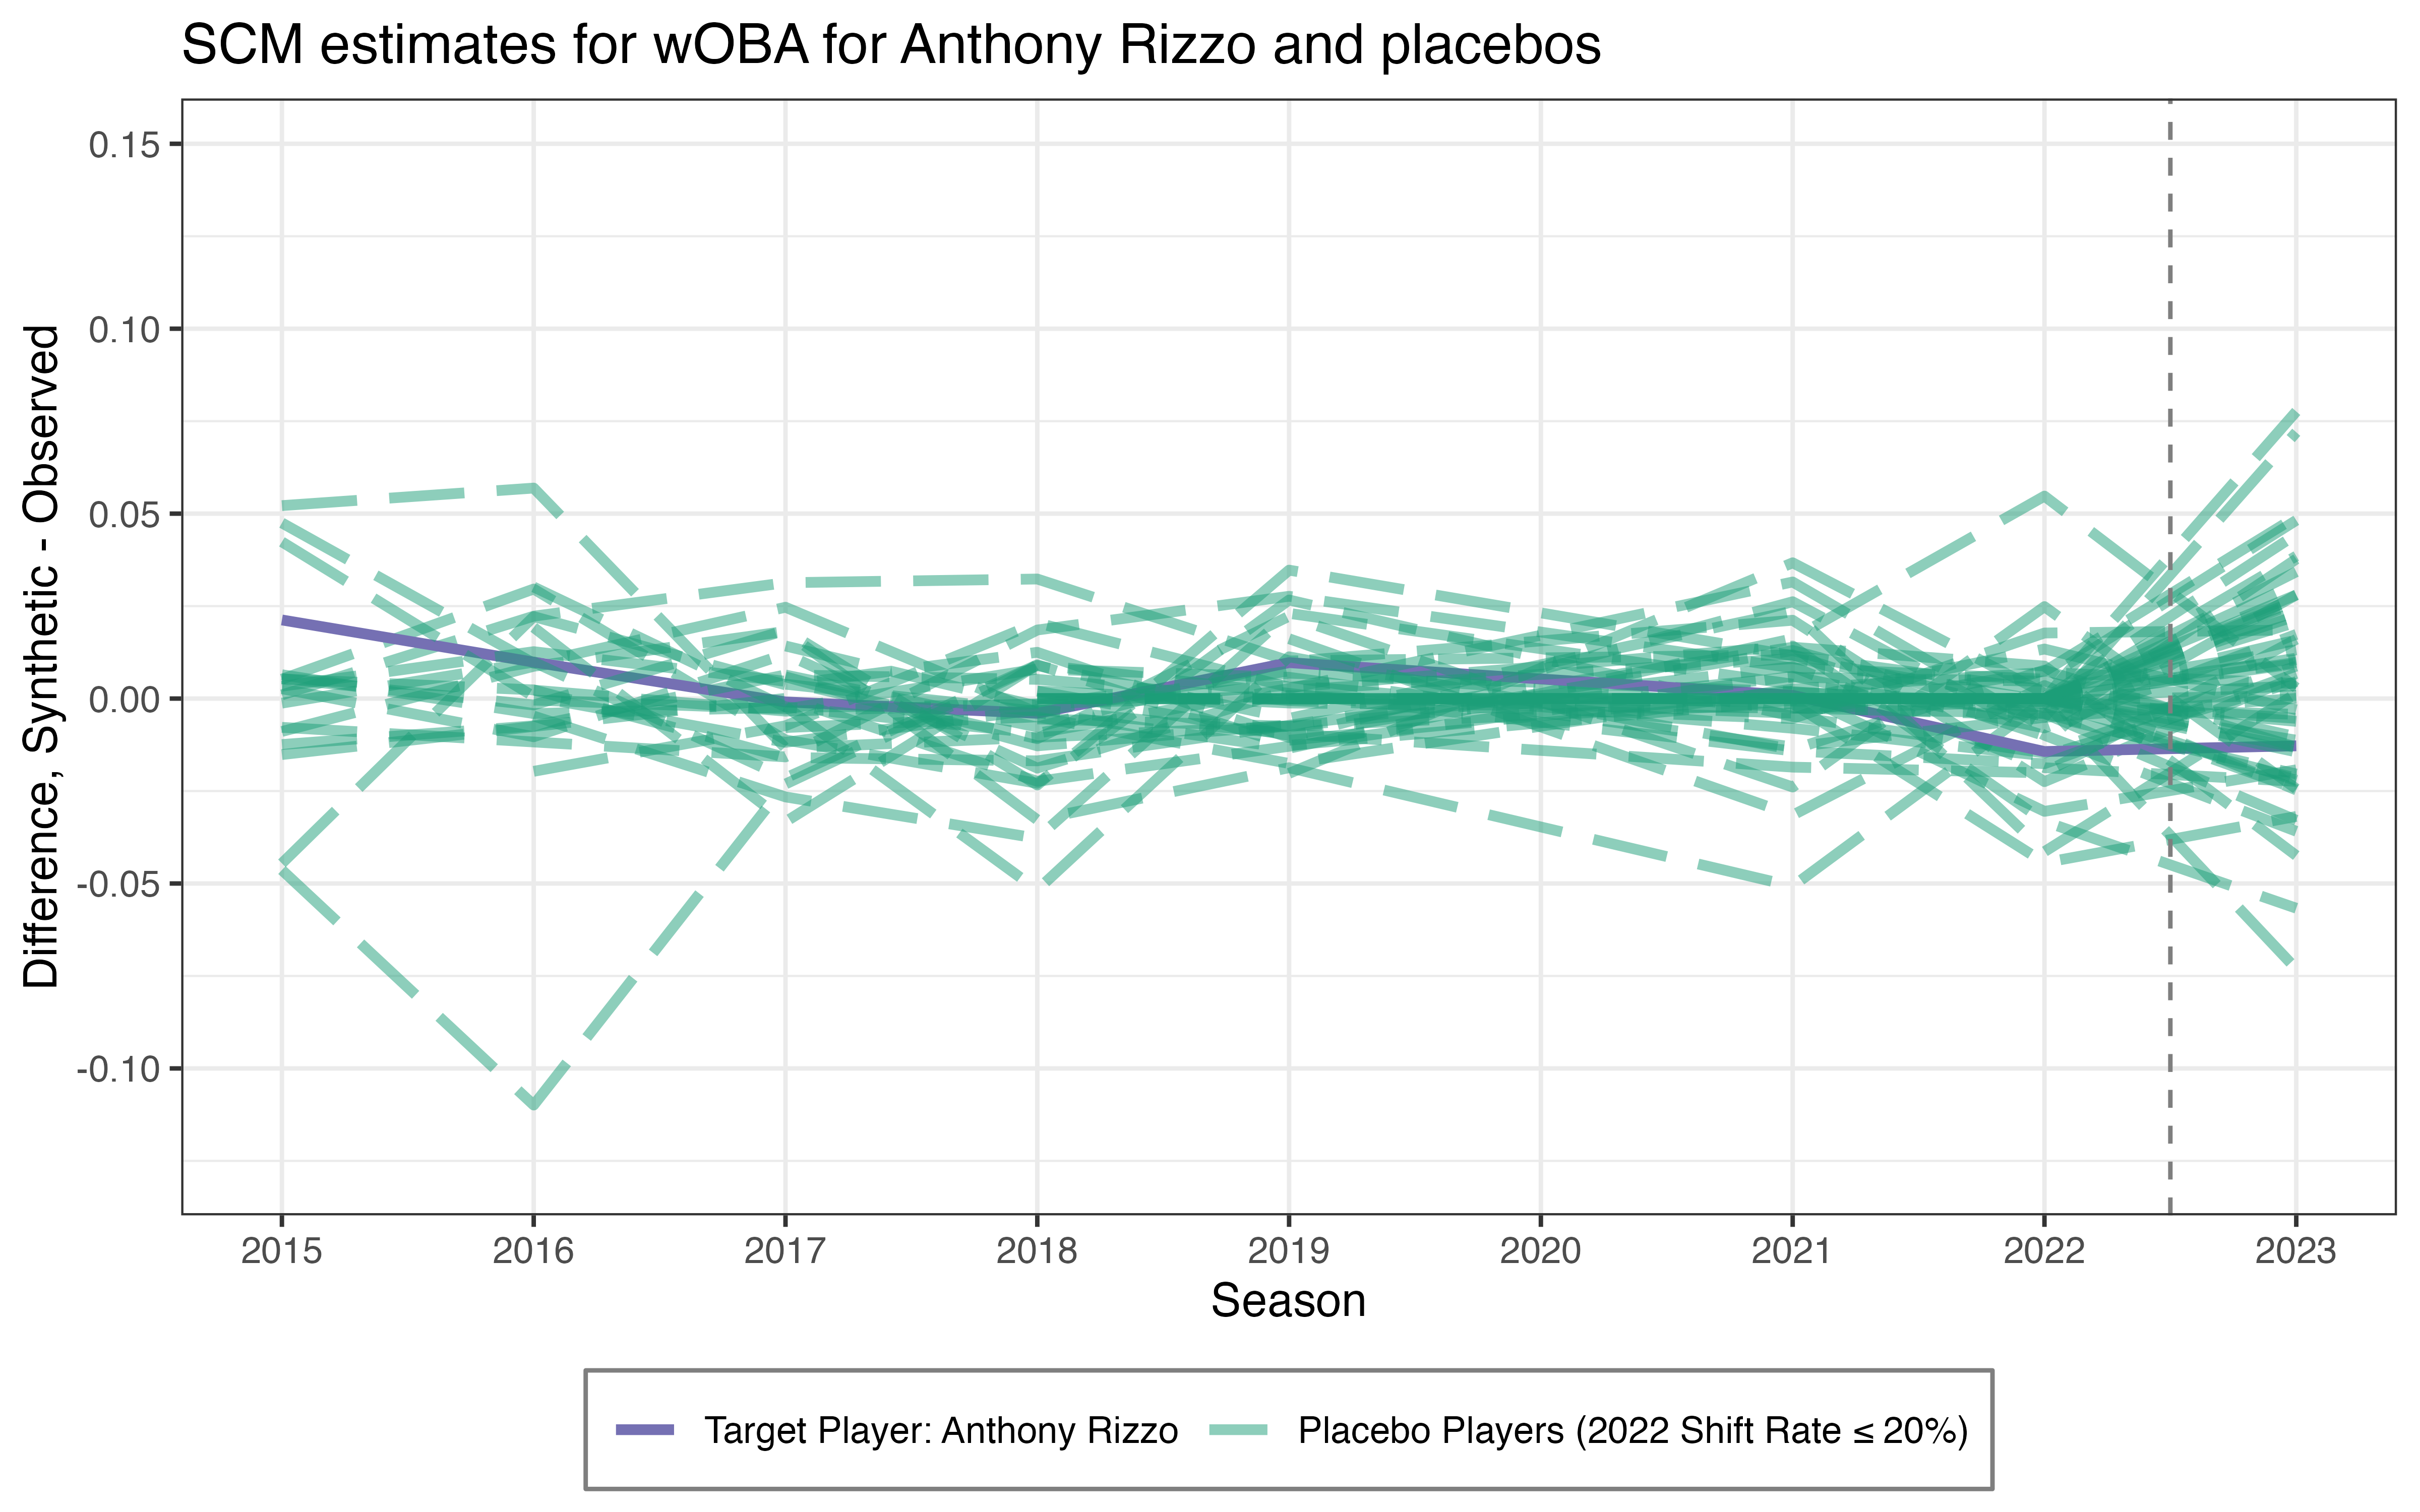 SCM estimates for wOBA for Anthony Rizzo and placebos
Difference, Synthetic - Observed
0.15
0.10
0.05
0.00
-0.05
-0.10
2015 2016 2017 2018 2019 2020 2021 2022 2023
Season
Target Player: Anthony Rizzo Placebo Players (2022 Shift Rate ≤ 20%)